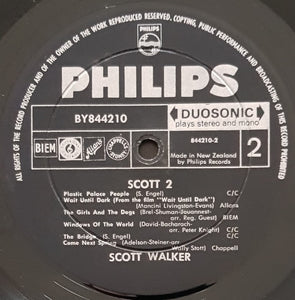 ALL RIGHTS OF THE RECORD PRODUCER AND OF THE OWNER OF THE WORK REPRODUCED RESERVED. COPYING, PUBLIC PERFORMANCE AND BROADCASTING OF THIS RECORD PROHIBITED
PHILIPS
PHILIPS
BY844210
DUOSONIC
plays stereo and mono
844210-2
BIEM
Made in New Zealand
by Philips Records
2
SCOTT 2
Plastic Palace People (S. Engel) C/C
Wait Until Dark (From the film "Wait Until Dark")
(Mancini Livingston-Evans) Allans
The Girls And The Dogs (Brel-Shuman-Jouannest-
arr. Reg. Guest) BIEM
Windows Of The World (David-Bacharach-
arr. Peter Knight) C/C
The Bridge (S. Engel) C/C
Come Next Spring (Adelson-Steiner-arr
Wally Stott) Chappell
SCOTT WALKER